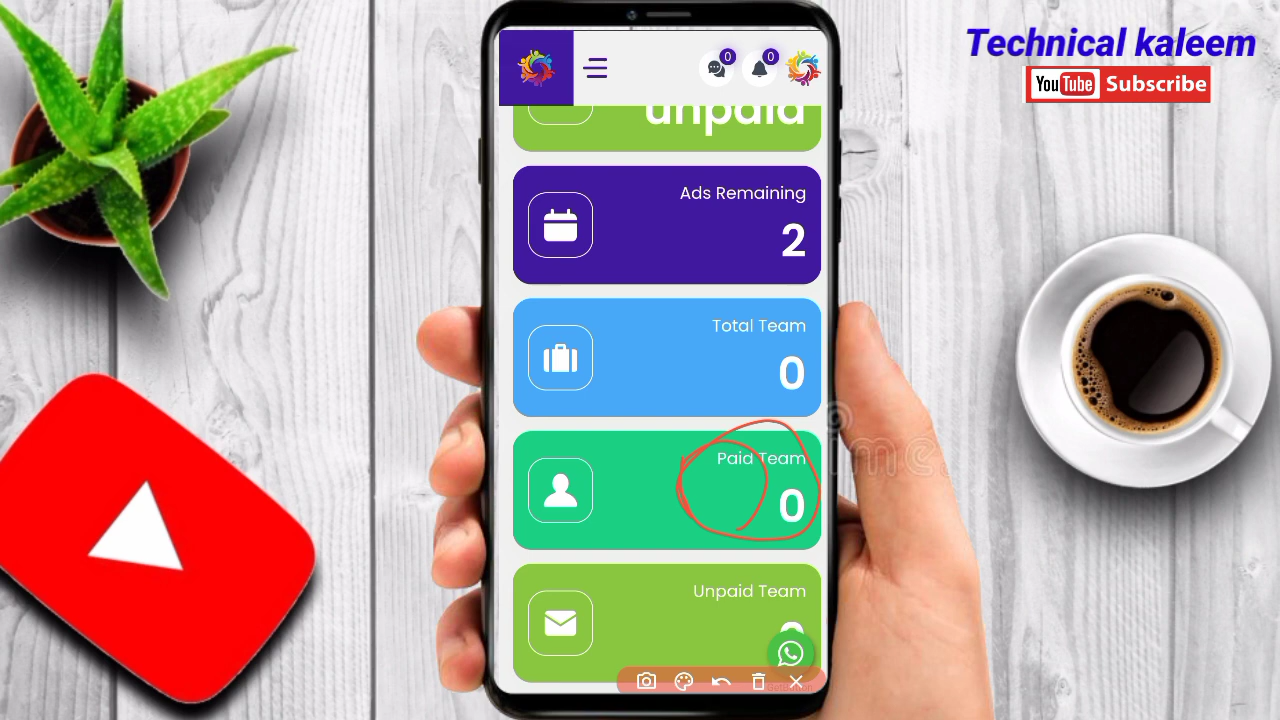 Technical kaleem
YouTube Subscribe
0
0
unpaid
Ads Remaining
2
Total Team
0
Paid Team
0
Unpaid Team